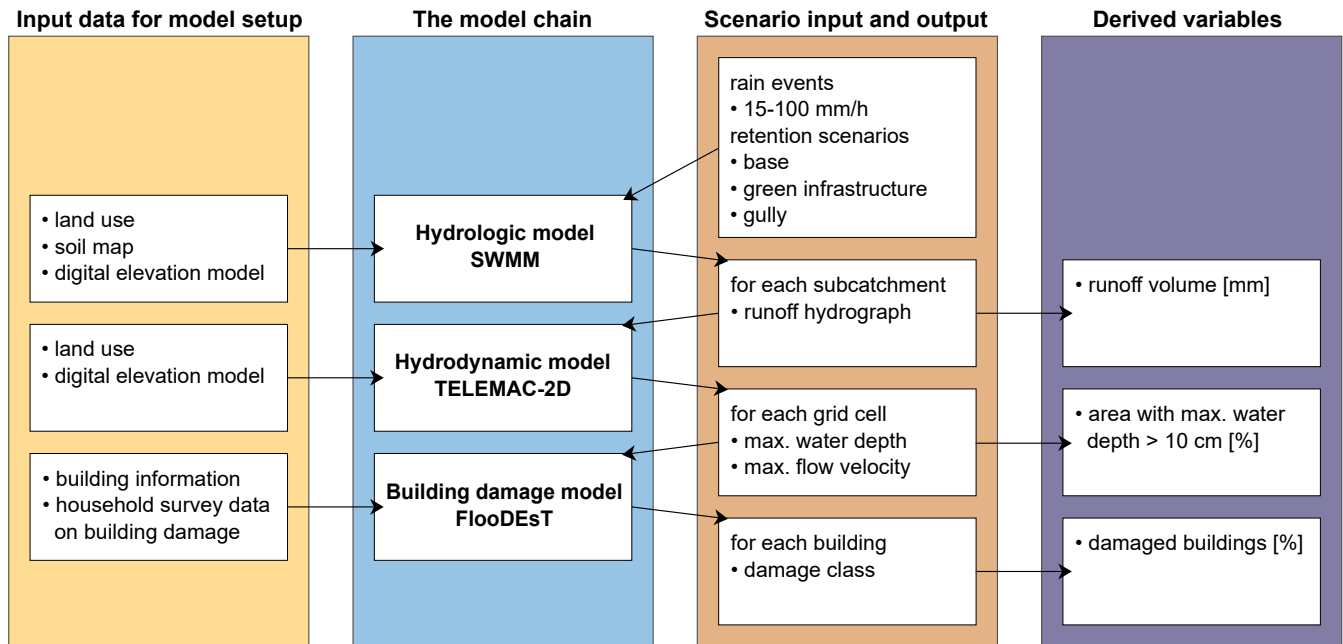 Input data for model setup
The model chain
Scenario input and output
Derived variables
• land use
• soil map
• digital elevation model
• land use
• digital elevation model
• building information
• household survey data
on building damage
Hydrologic model
SWMM
Hydrodynamic model
TELEMAC-2D
Building damage model
FlooDEsT
rain events
• 15-100 mm/h
retention scenarios
• base
• green infrastructure
• gully
for each subcatchment
• runoff hydrograph
for each grid cell
• max. water depth
• max. flow velocity
for each building
• damage class
• runoff volume [mm]
• area with max. water
depth > 10 cm [%]
• damaged buildings [%]